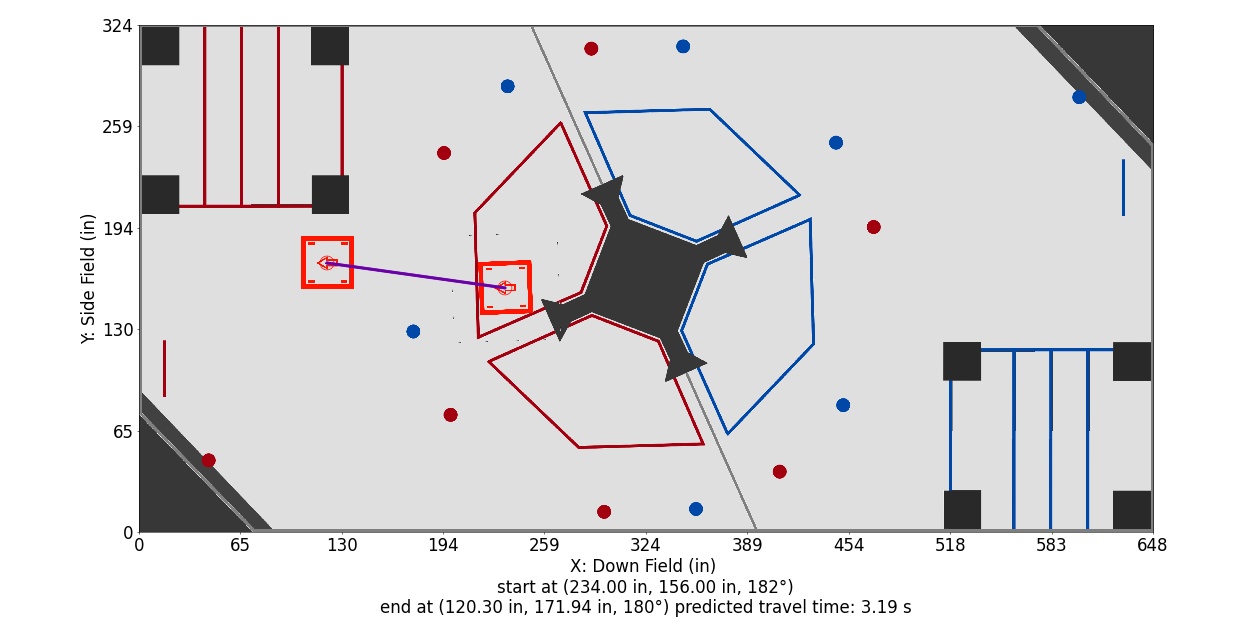 324
259
194
130
65
0
Y: Side Field (in)
0 65 130 194 259 324 389 454 518 583 648
X: Down Field (in)
start at (234.00 in, 156.00 in, 182°)
end at (120.30 in, 171.94 in, 180°) predicted travel time: 3.19 s